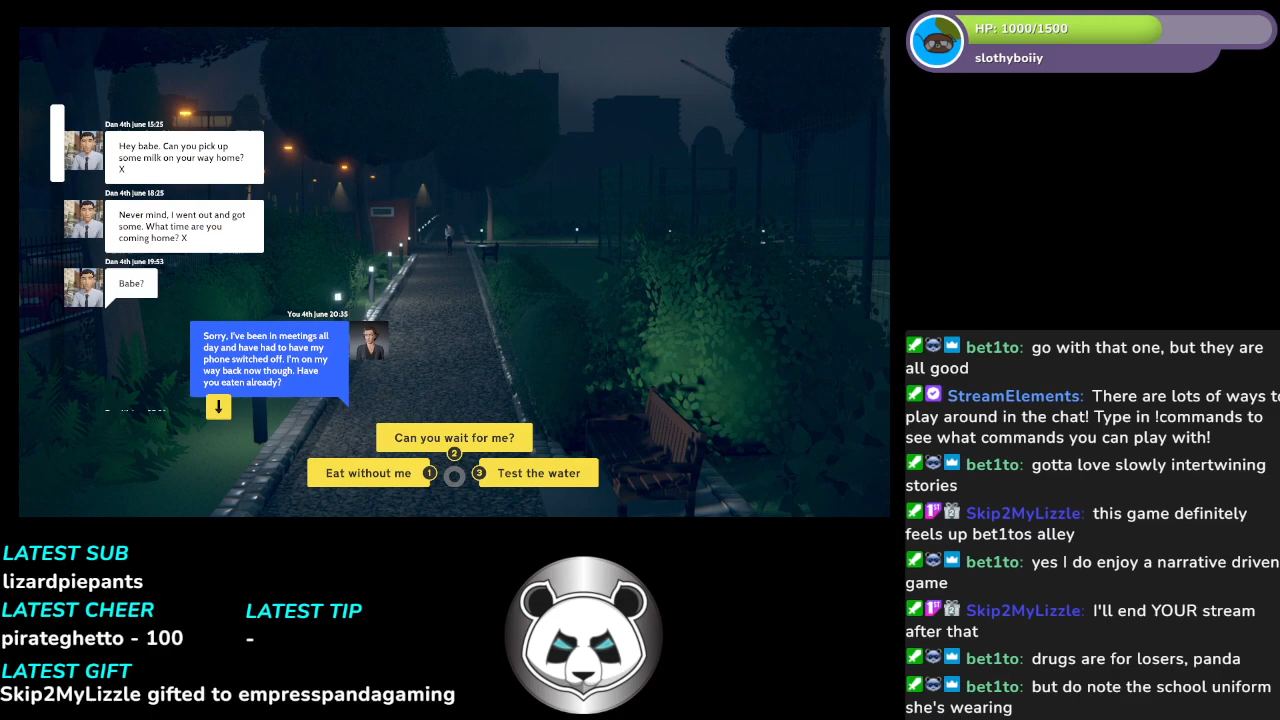 HP: 1000/1500
slothyboiiy
Dan 4th June 15:25
Hey babe. Can you pick up
some milk on your way home?
X
Dan 4th June 18:25
Never mind, I went out and got
some. What time are you
coming home? X
Dan 4th June 19:53
Babe?
You 4th June 20:35
Sorry, I've been in meetings all
day and have had to have my
phone switched off. I'm on my
way back now though. Have
you eaten already?
Can you wait for me?
2
Eat without me 1
3 Test the water
bet1to: go with that one, but they are
all good
StreamElements: There are lots of ways to
play around in the chat! Type in !commands to
see what commands you can play with!
bet1to: gotta love slowly intertwining
stories
Skip2MyLizzle: this game definitely
feels up bet1tos alley
bet1to: yes I do enjoy a narrative driven
game
Skip2MyLizzle: I'll end YOUR stream
after that
bet1to: drugs are for losers, panda
bet1to: but do note the school uniform
she's wearing
LATEST SUB
lizardpiepants
LATEST CHEER
pirateghetto - 100
LATEST TIP
-
LATEST GIFT
Skip2MyLizzle gifted to empresspandagaming